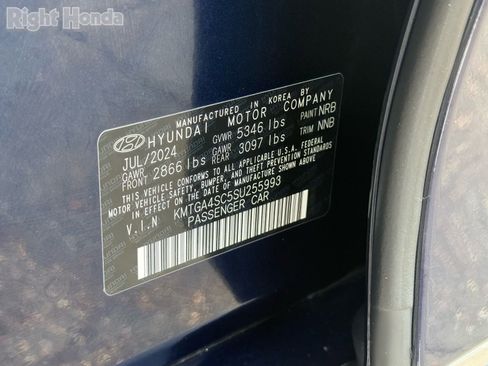 Right Honda
MANUFACTURED IN KOREA BY
HYUNDAI MOTOR COMPANY
JUL/2024 GVWR 5346 lbs PAINT NRB
GAWR FRONT 2866 lbs GAWR REAR 3097 lbs TRIM NNB
THIS VEHICLE CONFORMS TO ALL APPLICABLE U.S.A. FEDERAL
MOTOR VEHICLE SAFETY, BUMPER, AND THEFT PREVENTION
STANDARDS IN EFFECT ON THE DATE OF MANUFACTURE
SHOWN ABOVE.
V.I.N KMTGA4SC5SU255993
PASSENGER CAR